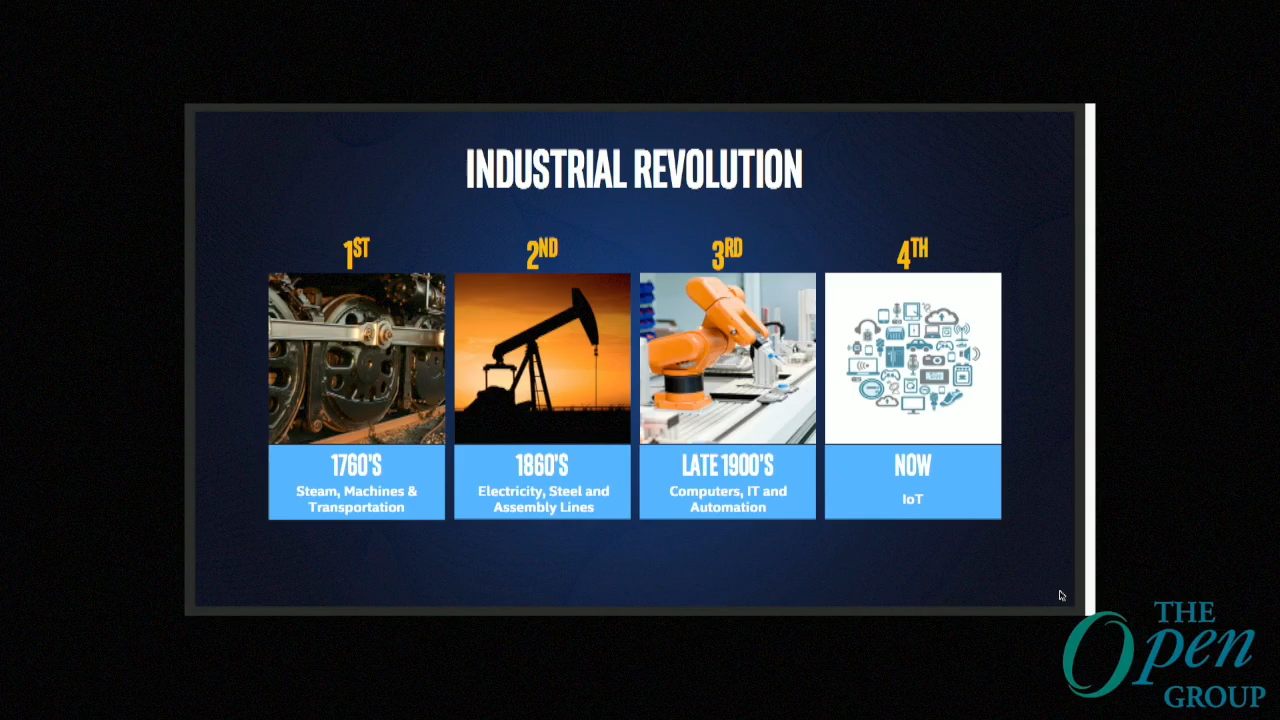 INDUSTRIAL REVOLUTION
1ST
2ND
3RD
4TH
1760'S
Steam, Machines &
Transportation
1860'S
Electricity, Steel and
Assembly Lines
LATE 1900'S
Computers, IT and
Automation
NOW
IoT
THE
Open
GROUP